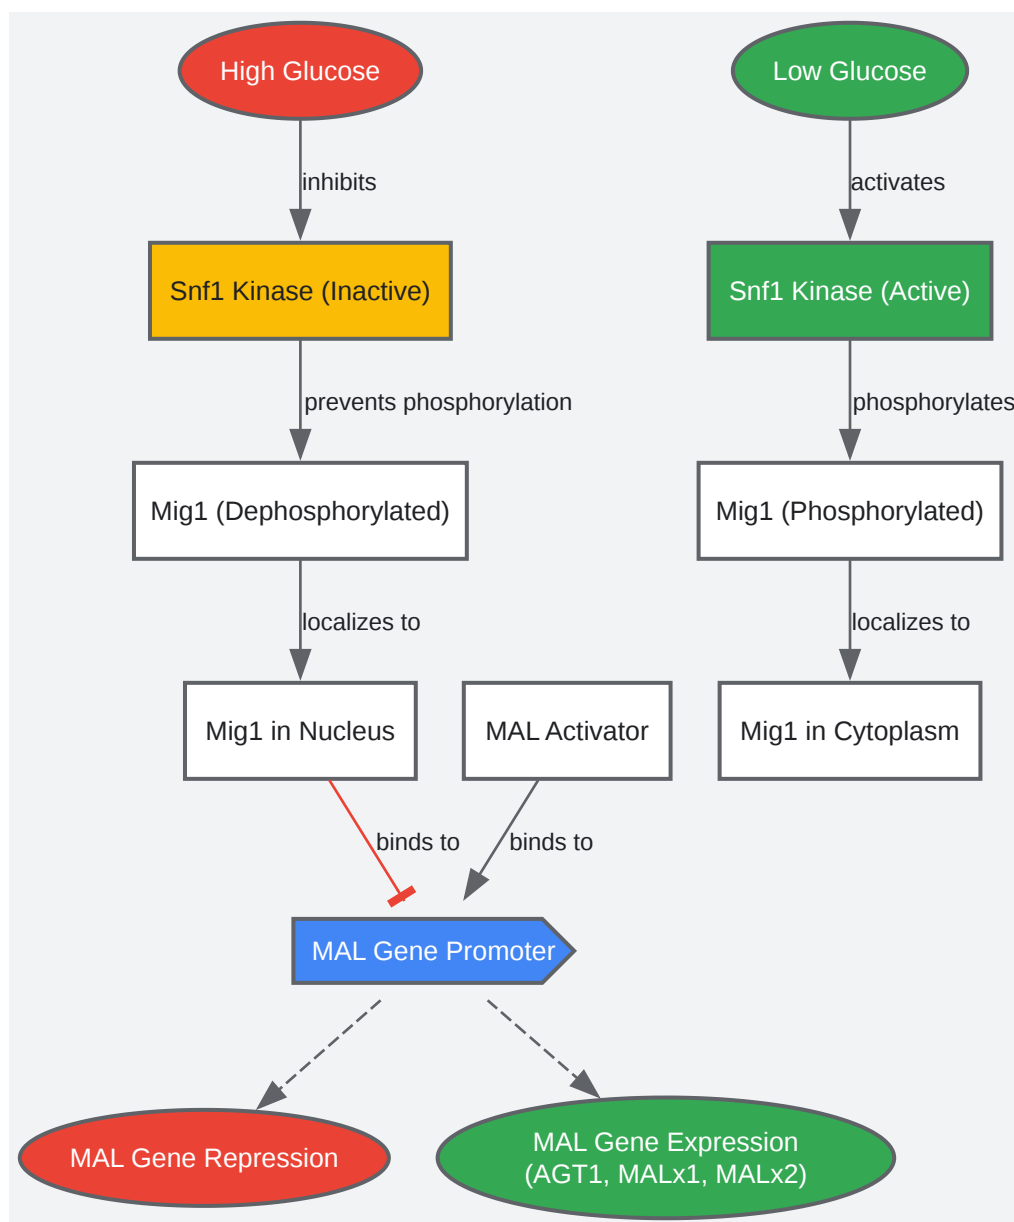 High Glucose
Low Glucose
inhibits
activates
Snf1 Kinase (Inactive)
Snf1 Kinase (Active)
prevents phosphorylation
phosphorylates
Mig1 (Dephosphorylated)
Mig1 (Phosphorylated)
localizes to
localizes to
Mig1 in Nucleus
MAL Activator
Mig1 in Cytoplasm
binds to
binds to
MAL Gene Promoter
MAL Gene Repression
MAL Gene Expression
(AGT1, MALx1, MALx2)